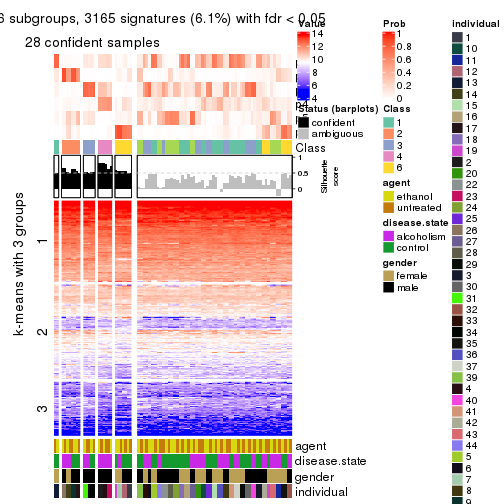 6 subgroups, 3165 signatures (6.1%) with fdr < 0.05
28 confident samples
k-means with 3 groups
1
2
3
Class
1
0.5
0
Silhouette
score
agent
disease.state
gender
individual
Value
14
12
10
8
6
4
Status (barplots)
confident
ambiguous
Prob
1
0.8
0.6
0.4
0.2
0
Class
1
2
3
4
6
agent
ethanol
untreated
disease.state
alcoholism
control
gender
female
male
individual
1
10
11
12
13
14
15
16
17
18
19
2
20
22
23
24
25
26
27
28
29
3
30
31
32
33
34
35
36
37
39
4
40
41
42
43
44
5
6
7
8